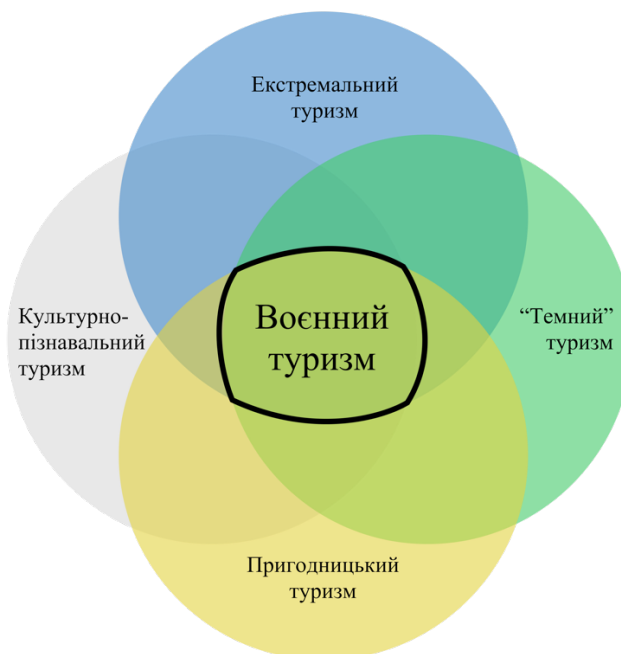 Екстремальний
туризм
Культурно-
пізнавальний
туризм
Воєнний
туризм
“Темний”
туризм
Пригодницький
туризм